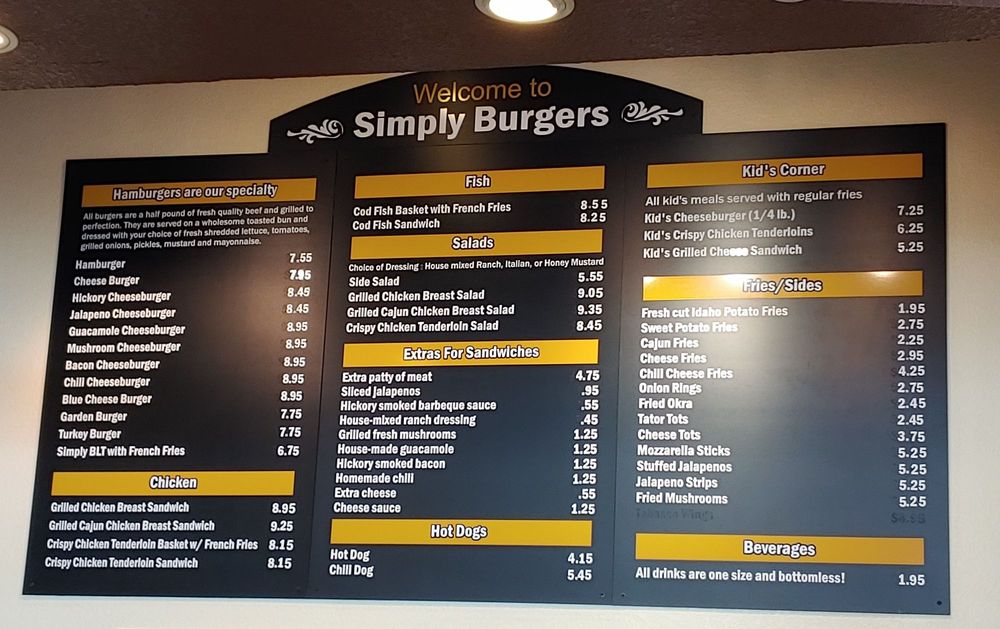 Welcome to
Simply Burgers
Hamburgers are our specialty
All burgers are a half pound of fresh quality beef and grilled to
perfection. They are served on a wholesome toasted bun and
dressed with your choice of fresh shredded lettuce, tomatoes,
grilled onions, pickles, mustard and mayonnaise.
Hamburger 7.55
Cheese Burger 7.95
Hickory Cheeseburger 8.45
Jalapeno Cheeseburger 8.45
Guacamole Cheeseburger 8.95
Mushroom Cheeseburger 8.95
Bacon Cheeseburger 8.95
Chili Cheeseburger 8.95
Blue Cheese Burger 8.95
Garden Burger 7.75
Turkey Burger 7.75
Simply BLT with French Fries 6.75
Chicken
Grilled Chicken Breast Sandwich 8.95
Grilled Cajun Chicken Breast Sandwich 9.25
Crispy Chicken Tenderloin Basket w/ French Fries 8.15
Crispy Chicken Tenderloin Sandwich 8.15
Fish
Cod Fish Basket with French Fries 8.55
Cod Fish Sandwich 8.25
Salads
Choice of Dressing : House mixed Ranch, Italian, or Honey Mustard
Side Salad 5.55
Grilled Chicken Breast Salad 9.05
Grilled Cajun Chicken Breast Salad 9.35
Crispy Chicken Tenderloin Salad 8.45
Extras For Sandwiches
Extra patty of meat 4.75
Sliced jalapenos .95
Hickory smoked barbeque sauce .55
House-mixed ranch dressing .45
Grilled fresh mushrooms 1.25
House-made guacamole 1.25
Hickory smoked bacon 1.25
Homemade chili 1.25
Extra cheese .55
Cheese sauce 1.25
Hot Dogs
Hot Dog 4.15
Chili Dog 5.45
Kid's Corner
All kid's meals served with regular fries
Kid's Cheeseburger (1/4 lb.) 7.25
Kid's Crispy Chicken Tenderloins 6.25
Kid's Grilled Cheese Sandwich 5.25
Fries/Sides
Fresh cut Idaho Potato Fries 1.95
Sweet Potato Fries 2.75
Cajun Fries 2.25
Cheese Fries 2.95
Chili Cheese Fries 4.25
Onion Rings 2.75
Fried Okra 2.45
Tator Tots 2.45
Cheese Tots 3.75
Mozzarella Sticks 5.25
Stuffed Jalapenos 5.25
Jalapeno Strips 5.25
Fried Mushrooms 5.25
Tabasco Wings
Beverages
All drinks are one size and bottomless! 1.95